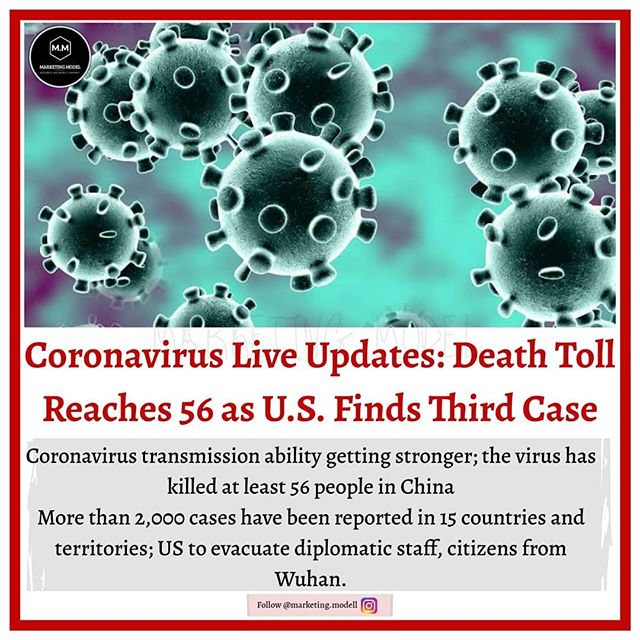 M.M
MARKETING MODEL
MARKETING MODEL
Coronavirus Live Updates: Death Toll
Reaches 56 as U.S. Finds Third Case
Coronavirus transmission ability getting stronger; the virus has
killed at least 56 people in China
More than 2,000 cases have been reported in 15 countries and
territories; US to evacuate diplomatic staff, citizens from
Wuhan.
Follow @marketing.modell